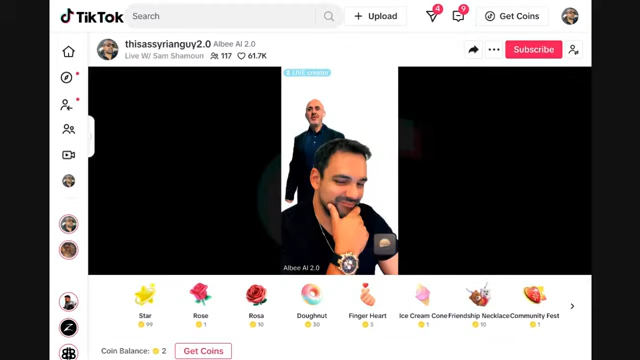 TikTok
Search
+ Upload
4
9
Get Coins
thisassyrianguy2.0 Albee AI 2.0
Live W/ Sam Shamoun 117 61.7K
Subscribe
LIVE creator
Albee AI 2.0
Star
99
Rose
1
Rosa
10
Doughnut
30
Finger Heart
5
Ice Cream Cone
1
Friendship Necklace
10
Community Fest
1
Coin Balance: 2
Get Coins